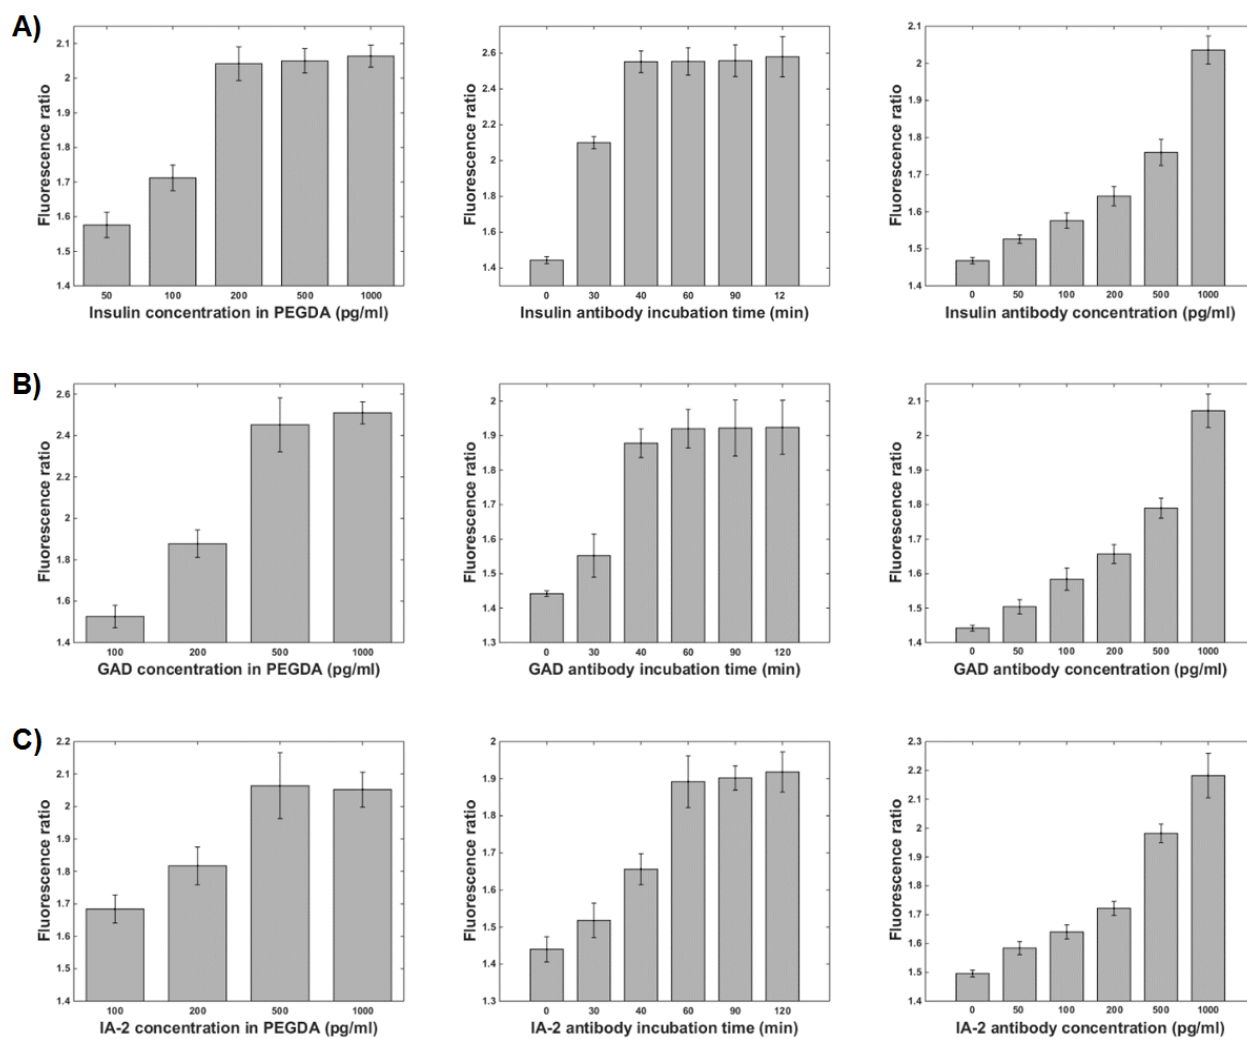 A)
Fluorescence ratio
2.1
2
1.9
1.8
1.7
1.6
1.5
1.4
50 100 200 500 1000
Insulin concentration in PEGDA (pg/ml)
Fluorescence ratio
2.6
2.4
2.2
2
1.8
1.6
1.4
0 30 40 60 90 12
Insulin antibody incubation time (min)
Fluorescence ratio
2.1
2
1.9
1.8
1.7
1.6
1.5
1.4
0 50 100 200 500 1000
Insulin antibody concentration (pg/ml)
B)
Fluorescence ratio
2.6
2.4
2.2
2
1.8
1.6
1.4
100 200 500 1000
GAD concentration in PEGDA (pg/ml)
Fluorescence ratio
2
1.9
1.8
1.7
1.6
1.5
1.4
1.3
0 30 40 60 90 120
GAD antibody incubation time (min)
Fluorescence ratio
2.1
2
1.9
1.8
1.7
1.6
1.5
1.4
0 50 100 200 500 1000
GAD antibody concentration (pg/ml)
C)
Fluorescence ratio
2.2
2.1
2
1.9
1.8
1.7
1.6
1.5
1.4
100 200 500 1000
IA-2 concentration in PEGDA (pg/ml)
Fluorescence ratio
2
1.9
1.8
1.7
1.6
1.5
1.4
1.3
0 30 40 60 90 120
IA-2 antibody incubation time (min)
Fluorescence ratio
2.3
2.2
2.1
2
1.9
1.8
1.7
1.6
1.5
1.4
0 50 100 200 500 1000
IA-2 antibody concentration (pg/ml)